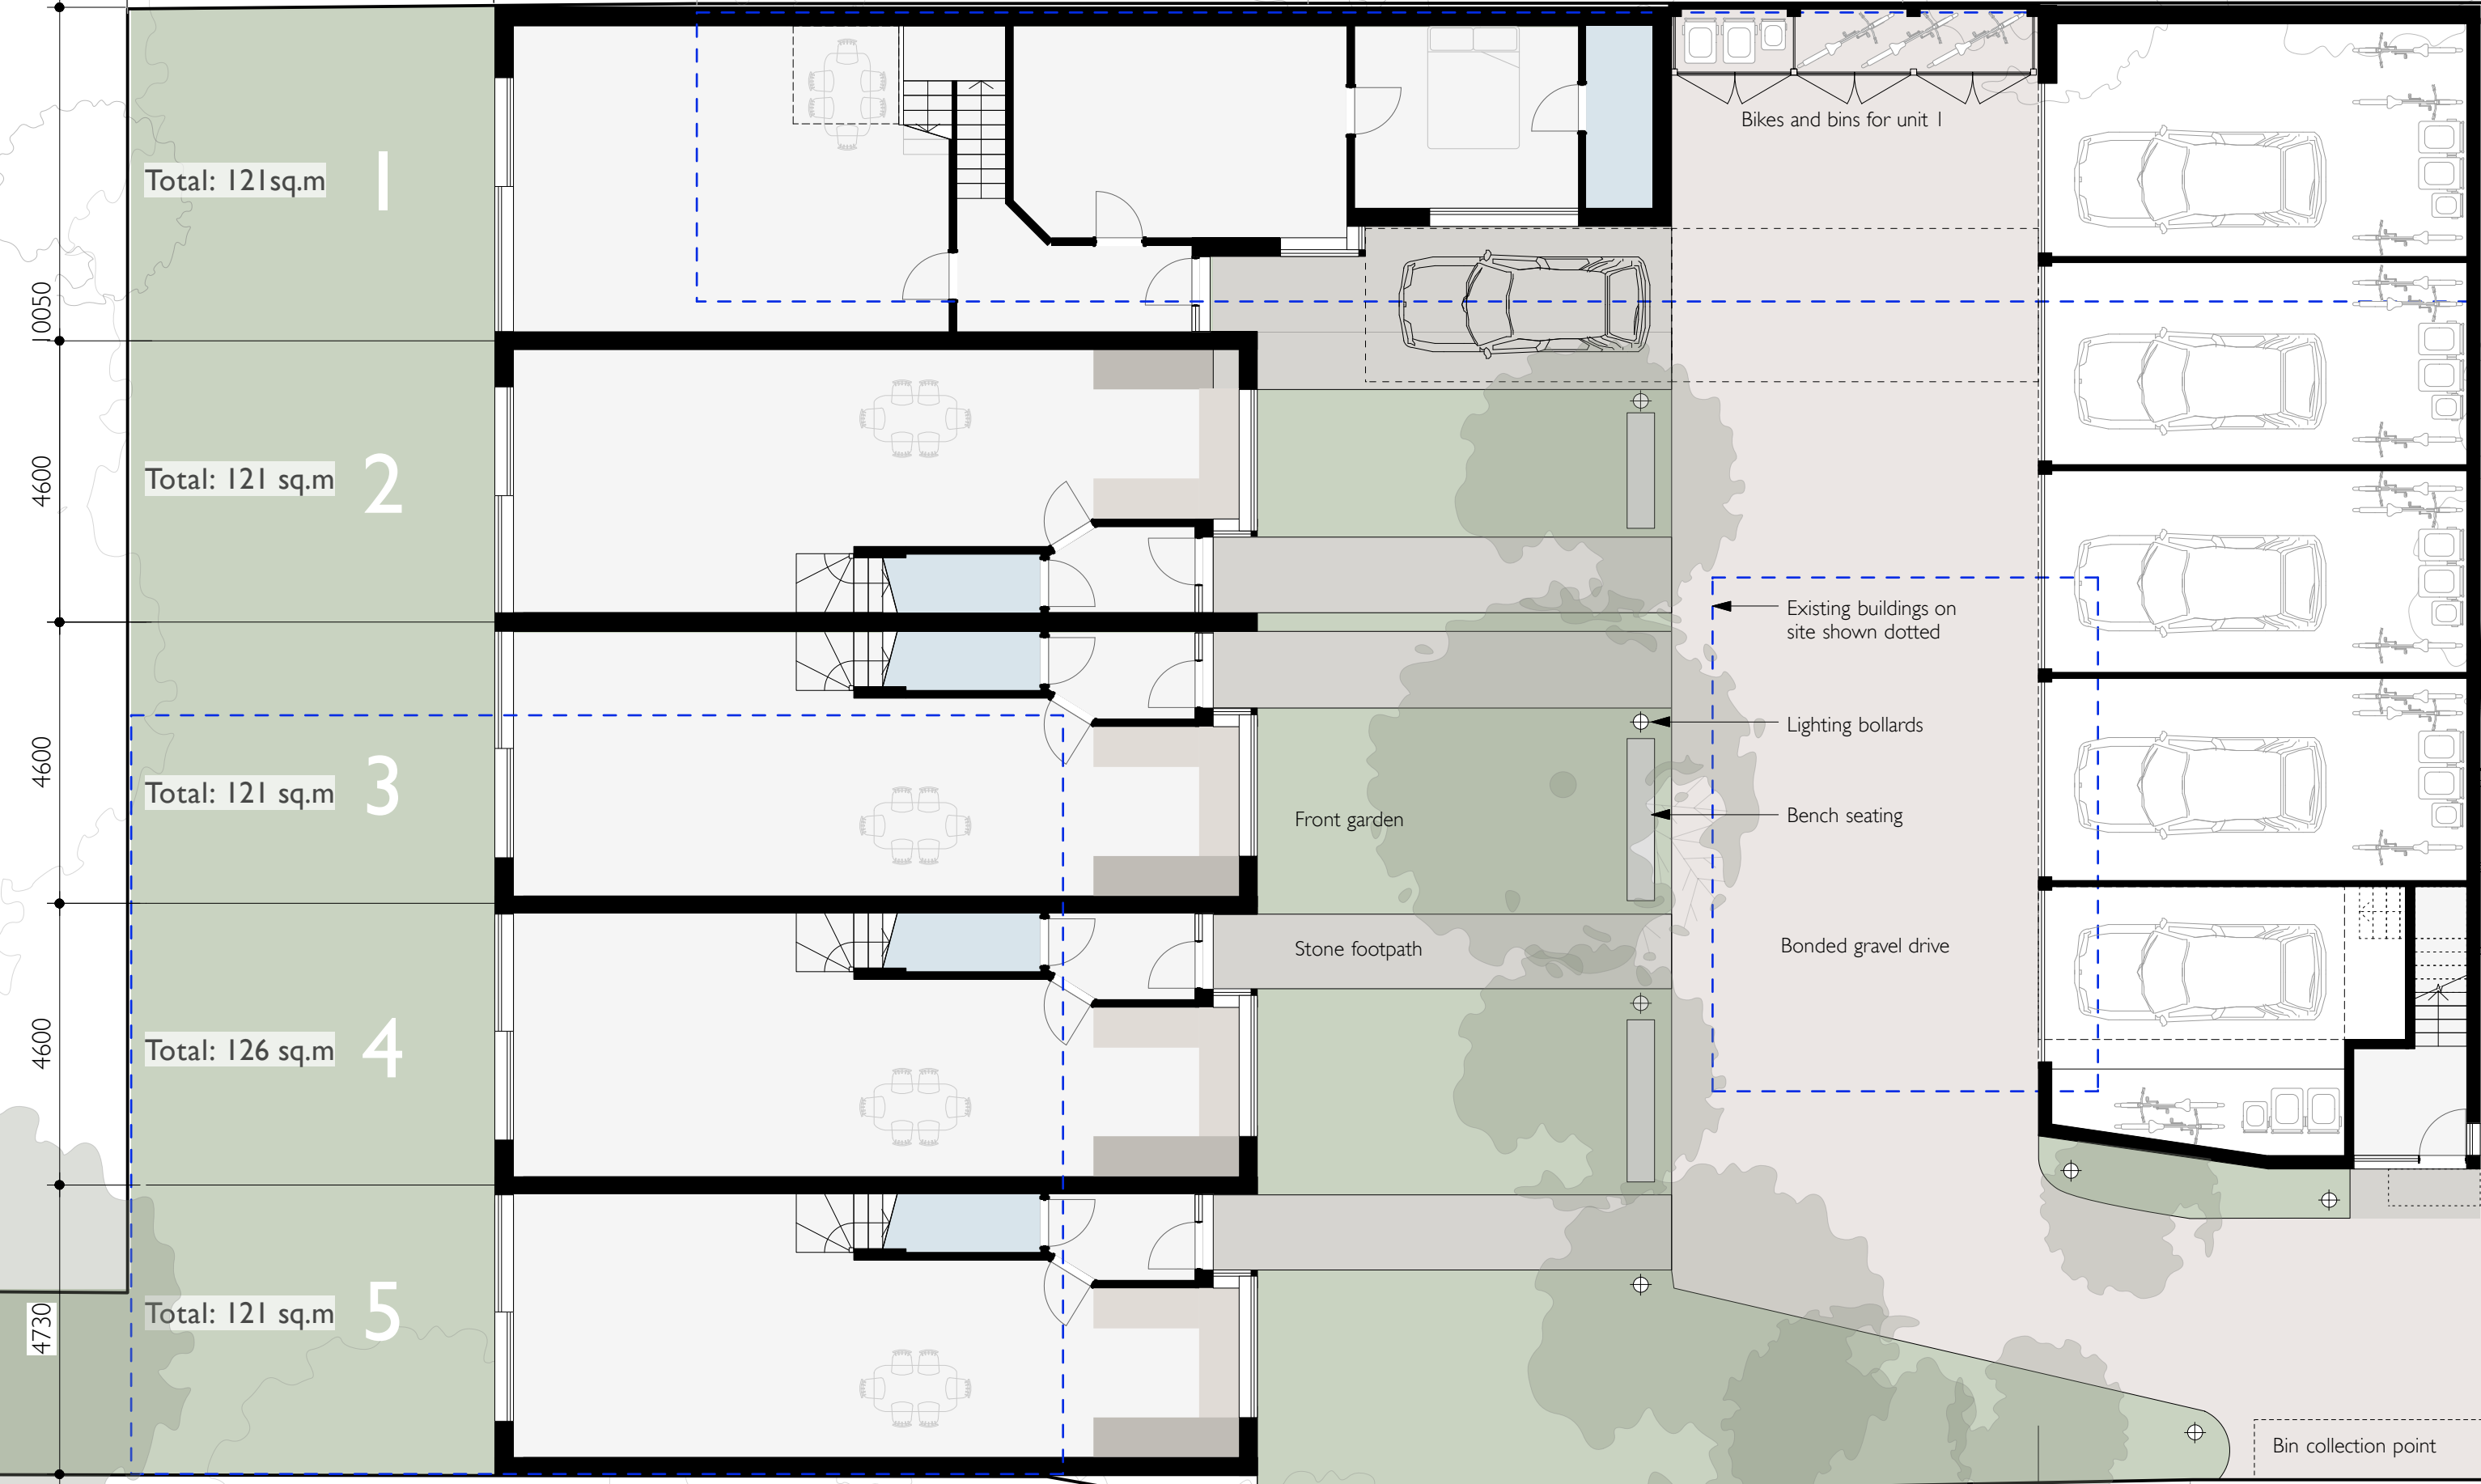 Bikes and bins for unit 1
Total: 121sq.m
1
10050
Total: 121 sq.m
2
4600
Existing buildings on
site shown dotted
Lighting bollards
4600
Total: 121 sq.m
3
Front garden
Bench seating
Stone footpath
Bonded gravel drive
4600
Total: 126 sq.m
4
4730
Total: 121 sq.m
5
Bin collection point